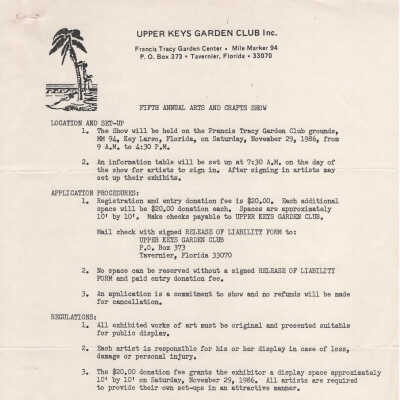 UPPER KEYS GARDEN CLUB Inc.
Francis Tracy Garden Center • Mile Marker 94
P. O. Box 373 • Tavernier, Florida • 33070
FIFTH ANNUAL ARTS AND CRAFTS SHOW
LOCATION AND SET-UP
1. The Show will be held on the Francis Tracy Garden Club grounds,
MM 94, Key Largo, Florida, on Saturday, November 29, 1986, from
9 A.M. to 4:30 P.M.
2. An information table will be set up at 7:30 A.M. on the day of
the show for artists to sign in. After signing in artists may
set up their exhibits.
APPLICATION PROCEDURES:
1. Registration and entry donation fee is $20.00. Each additional
space will be $20.00 donation each. Spaces are approximately
10' by 10'. Make checks payable to UPPER KEYS GARDEN CLUB.
Mail check with signed RELEASE OF LIABILITY FORM to:
UPPER KEYS GARDEN CLUB
P.O. Box 373
Tavernier, Florida 33070
2. No space can be reserved without a signed RELEASE OF LIABILITY
FORM and paid entry donation fee.
3. An application is a commitment to show and no refunds will be made
for cancellation.
REGULATIONS:
1. All exhibited works of art must be original and presented suitable
for public display.
2. Each artist is responsible for his or her display in case of loss,
damage or personal injury.
3. The $20.00 donation fee grants the exhibitor a display space approximately
10' by 10' on Saturday, November 29, 1986. All artists are required
to provide their own set-ups in an attractive manner.